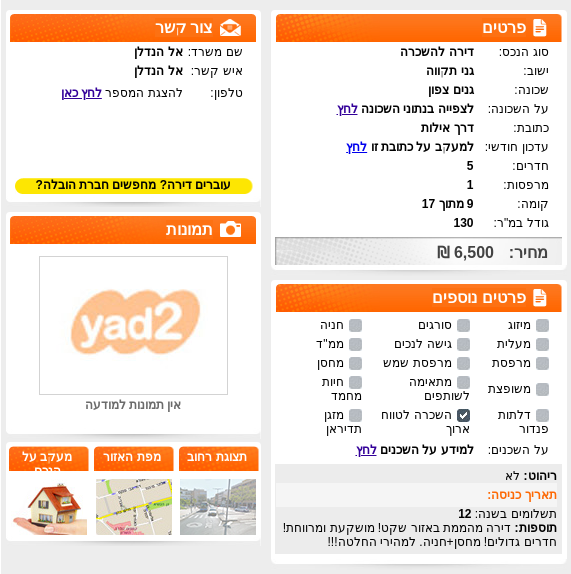 פרטים
סוג הנכס: דירה להשכרה
ישוב: גני תקווה
שכונה: גנים צפון
על השכונה: לצפייה בנתוני השכונה לחץ
כתובת: דרך אילות
עדכון חודשי: למעקב על כתובת זו לחץ
חדרים: 5
מרפסות: 1
קומה: 9 מתוך 17
גודל במ"ר: 130
מחיר: 6,500 ₪
פרטים נוספים
מיזוג סורגים חניה
מעלית גישה לנכים ממ"ד
מרפסת מרפסת שמש מחסן
משופצת מתאימה לשותפים חיות מחמד
דלתות פנדור השכרה לטווח ארוך מזגן תדיראן
על השכנים: למידע על השכנים לחץ
ריהוט: לא
תאריך כניסה:
תשלומים בשנה: 12
תוספות: דירה מהממת באזור שקט! מושקעת ומרווחת!
חדרים גדולים! מחסן+חניה. למהירי החלטה!!!
צור קשר
שם משרד: אל הנדלן
איש קשר: אל הנדלן
טלפון: להצגת המספר לחץ כאן
עוברים דירה? מחפשים חברת הובלה?
תמונות
yad2
אין תמונות למודעה
תצוגת רחוב
מפת האזור
מעקב על
הנכס